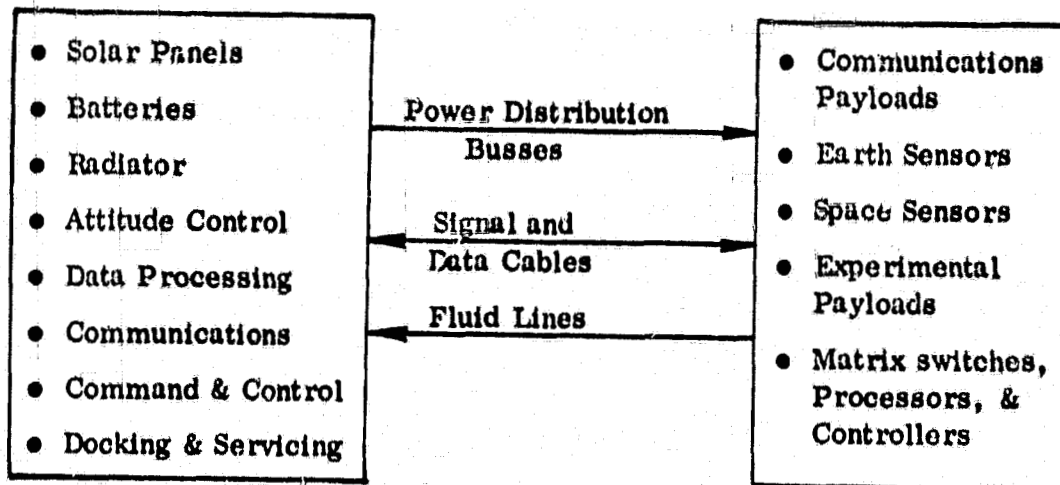 • Solar Panels
• Batteries
• Radiator
• Attitude Control
• Data Processing
• Communications
• Command & Control
• Docking & Servicing
Power Distribution
Busses
Signal and
Data Cables
Fluid Lines
• Communications
Payloads
• Earth Sensors
• Space Sensors
• Experimental
Payloads
• Matrix switches,
Processors, &
Controllers